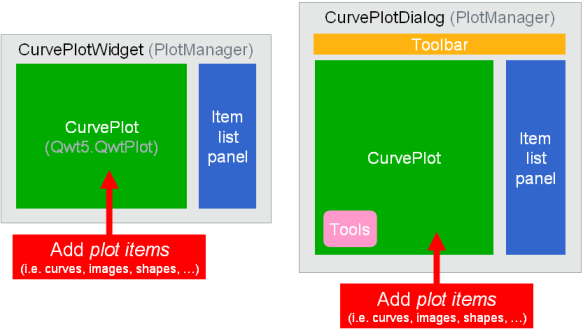 CurvePlotWidget (PlotManager)
CurvePlot
(Qwt5.QwtPlot)
Item
list
panel
Add plot items
(i.e. curves, images, shapes, ...)
CurvePlotDialog (PlotManager)
Toolbar
CurvePlot
Item
list
panel
Tools
Add plot items
(i.e. curves, images, shapes, ...)